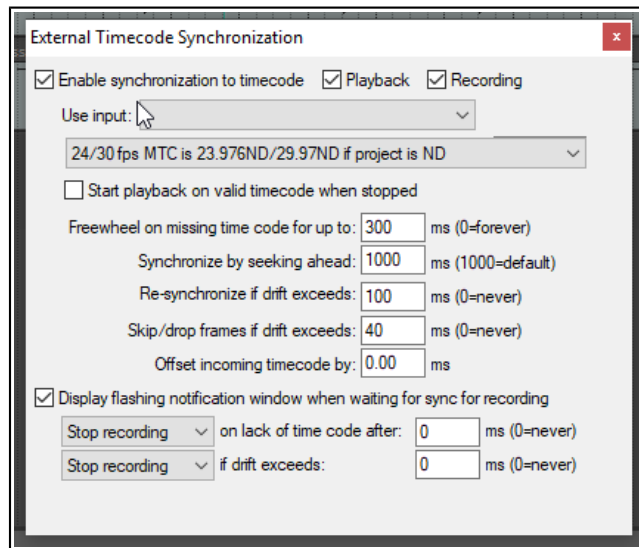 External Timecode Synchronization x
Enable synchronization to timecode Playback Recording
Use input:
24/30 fps MTC is 23.976ND/29.97ND if project is ND
Start playback on valid timecode when stopped
Freewheel on missing time code for up to: 300 ms (0=forever)
Synchronize by seeking ahead: 1000 ms (1000=default)
Re-synchronize if drift exceeds: 100 ms (0=never)
Skip/drop frames if drift exceeds: 40 ms (0=never)
Offset incoming timecode by: 0.00 ms
Display flashing notification window when waiting for sync for recording
Stop recording on lack of time code after: 0 ms (0=never)
Stop recording if drift exceeds: 0 ms (0=never)